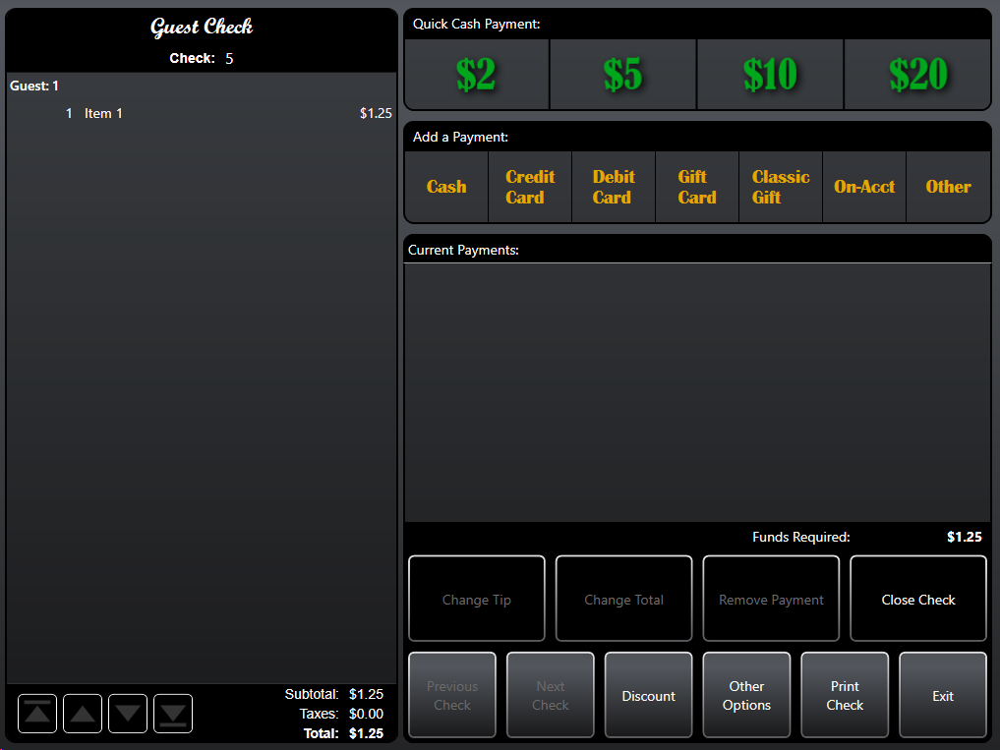 Guest Check
Check: 5
Guest: 1
1 Item 1 $1.25
Subtotal: $1.25
Taxes: $0.00
Total: $1.25
Quick Cash Payment:
$2 $5 $10 $20
Add a Payment:
Cash
Credit
Card
Debit
Card
Gift
Card
Classic
Gift
On-Acct
Other
Current Payments:
Funds Required: $1.25
Change Tip
Change Total
Remove Payment
Close Check
Previous
Check
Next
Check
Discount
Other
Options
Print
Check
Exit